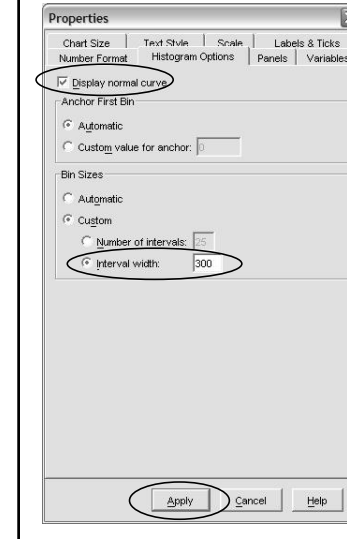 Properties
Chart Size Text Style Scale Labels & Ticks
Number Format Histogram Options Panels Variables
Display normal curve
Anchor First Bin
Automatic
Custom value for anchor: 0
Bin Sizes
Automatic
Custom
Number of intervals: 25
Interval width: 300
Apply Cancel Help